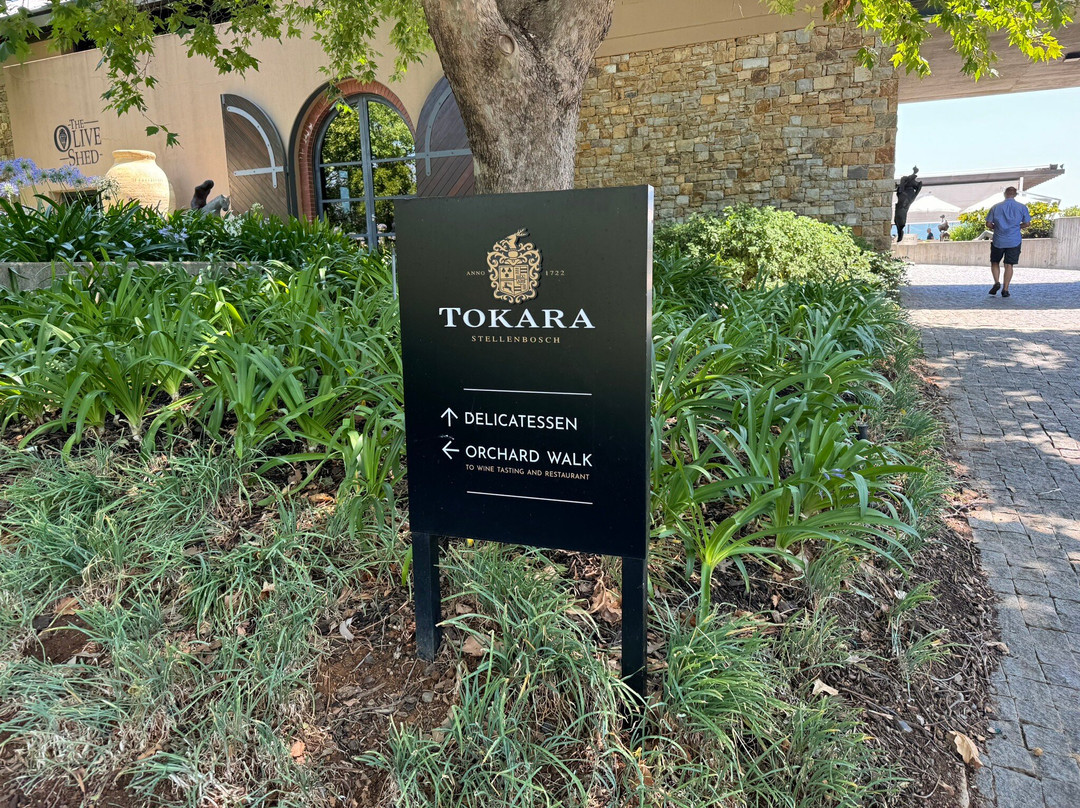 THE
OLIVE
SHED
ANNO 1722
TOKARA
STELLENBOSCH
↑ DELICATESSEN
← ORCHARD WALK
TO WINE TASTING AND RESTAURANT